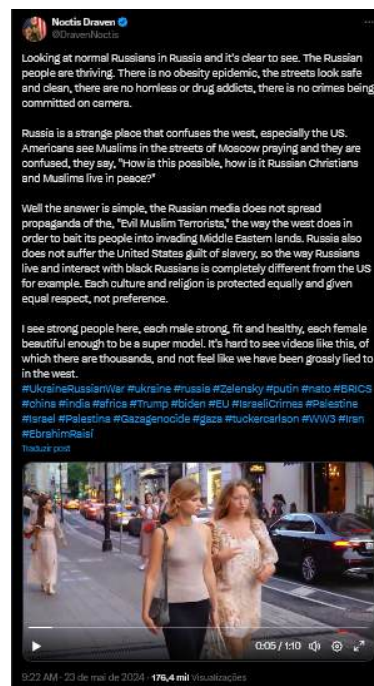 Noctis Draven
@DravenNoctis
Looking at normal Russians in Russia and it's clear to see. The Russian
people are thriving. There is no obesity epidemic, the streets look safe
and clean, there are no homless or drug addicts, there is no crimes being
committed on camera.
Russia is a strange place that confuses the west, especially the US.
Americans see Muslims in the streets of Moscow praying and they are
confused, they say, "How is this possible, how is it Russian Christians
and Muslims live in peace?"
Well the answer is simple, the Russian media does not spread
propaganda of the, "Evil Muslim Terrorists," the way the west does in
order to bait its people into invading Middle Eastern lands. Russia also
does not suffer the United States guilt of slavery, so the way Russians
live and interact with black Russians is completely different from the US
for example. Each culture and religion is protected equally and given
equal respect, not preference.
I see strong people here, each male strong, fit and healthy, each female
beautiful enough to be a super model. It's hard to see videos like this, of
which there are thousands, and not feel like we have been grossly lied to
in the west.
#UkraineRussianWar #ukraine #russia #Zelensky #putin #nato #BRICS
#china #india #africa #Trump #biden #EU #IsraeliCrimes #Palestine
#Israel #Palestina #Gazagenocide #gaza #tuckercarlson #WW3 #Iran
#EbrahimRaisi
Traduzir post
0:05 / 1:10
9:22 AM · 23 de mai de 2024 · 176,4 mil Visualizações